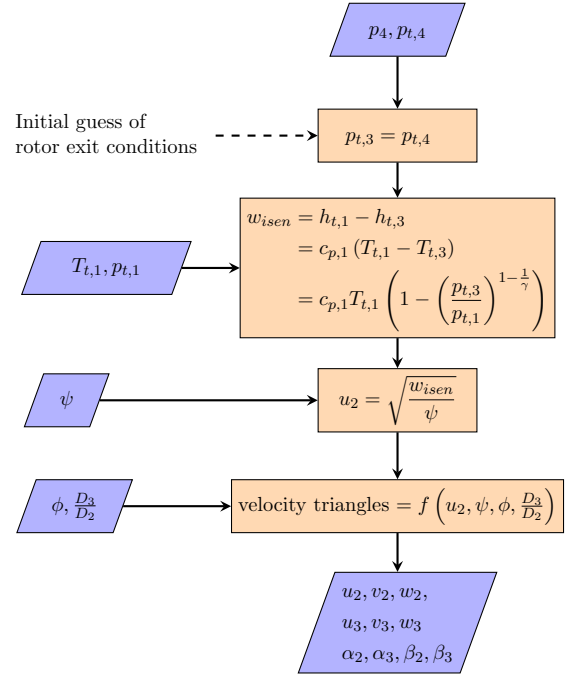 p_4, p_{t,4}
Initial guess of
rotor exit conditions
p_{t,3} = p_{t,4}
w_{isen} = h_{t,1} − h_{t,3}
= c_{p,1} (T_{t,1} − T_{t,3})
= c_{p,1} T_{t,1} (1 − (p_{t,3}/p_{t,1})^{1−1/γ})
T_{t,1}, p_{t,1}
ψ
u_2 = √(w_{isen}/ψ)
ϕ, D_3/D_2
velocity triangles = f (u_2, ψ, ϕ, D_3/D_2)
u_2, v_2, w_2,
u_3, v_3, w_3
α_2, α_3, β_2, β_3